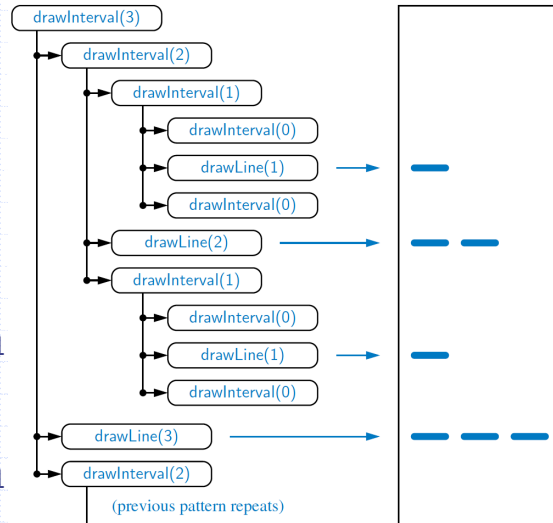 drawInterval(3)
drawInterval(2)
drawInterval(1)
drawInterval(0)
drawLine(1)
drawInterval(0)
drawLine(2)
drawInterval(1)
drawInterval(0)
drawLine(1)
drawInterval(0)
drawLine(3)
drawInterval(2)
(previous pattern repeats)